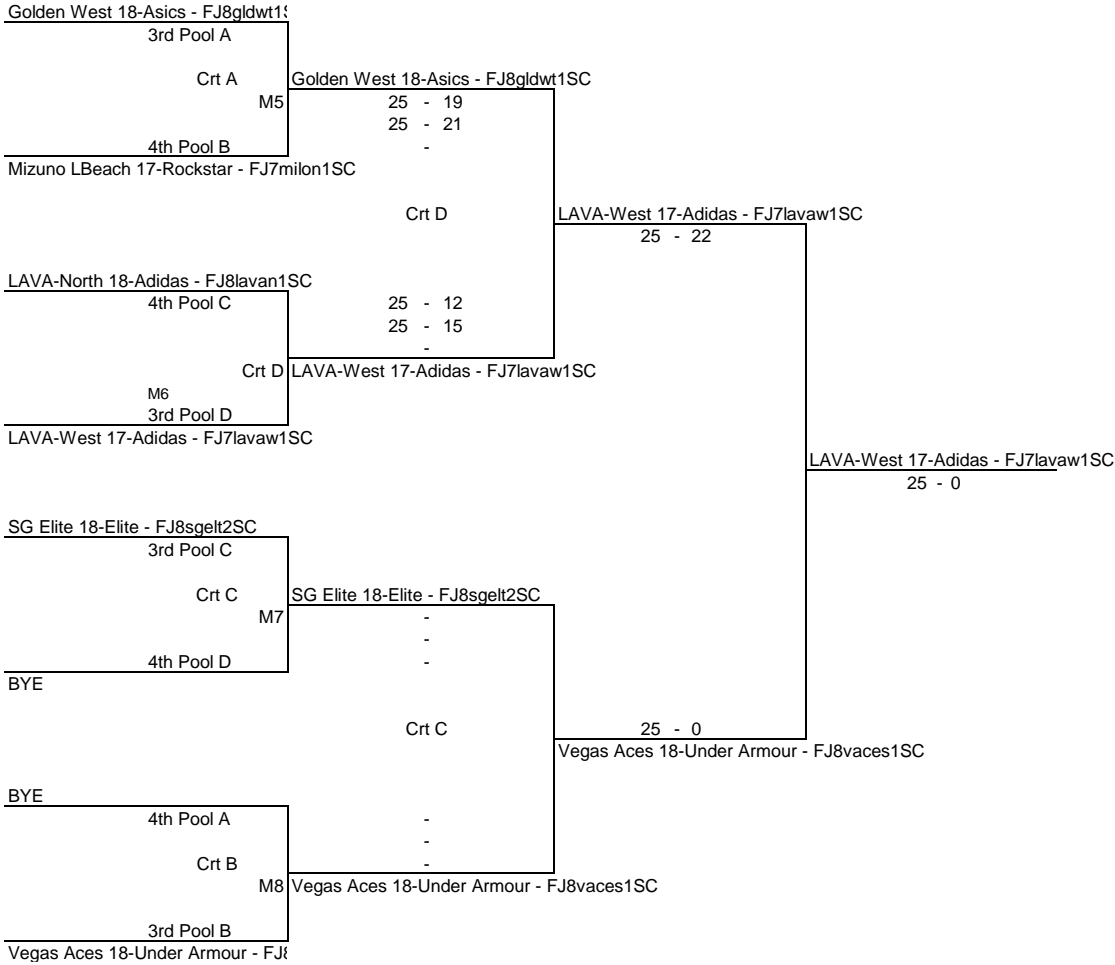 Golden West 18-Asics - FJ8gldwt1S
3rd Pool A
Crt A
Golden West 18-Asics - FJ8gldwt1SC
M5
25 - 19
25 - 21
4th Pool B
-
Mizuno LBeach 17-Rockstar - FJ7milon1SC
Crt D
LAVA-West 17-Adidas - FJ7lavaw1SC
25 - 22
LAVA-North 18-Adidas - FJ8lavan1SC
4th Pool C
25 - 12
25 - 15
-
Crt D
LAVA-West 17-Adidas - FJ7lavaw1SC
M6
3rd Pool D
LAVA-West 17-Adidas - FJ7lavaw1SC
LAVA-West 17-Adidas - FJ7lavaw1SC
25 - 0
SG Elite 18-Elite - FJ8sgelt2SC
3rd Pool C
Crt C
SG Elite 18-Elite - FJ8sgelt2SC
M7
-
-
4th Pool D
-
BYE
Crt C
25 - 0
Vegas Aces 18-Under Armour - FJ8vaces1SC
BYE
4th Pool A
-
-
Crt B
-
M8
Vegas Aces 18-Under Armour - FJ8vaces1SC
3rd Pool B
Vegas Aces 18-Under Armour - FJ8